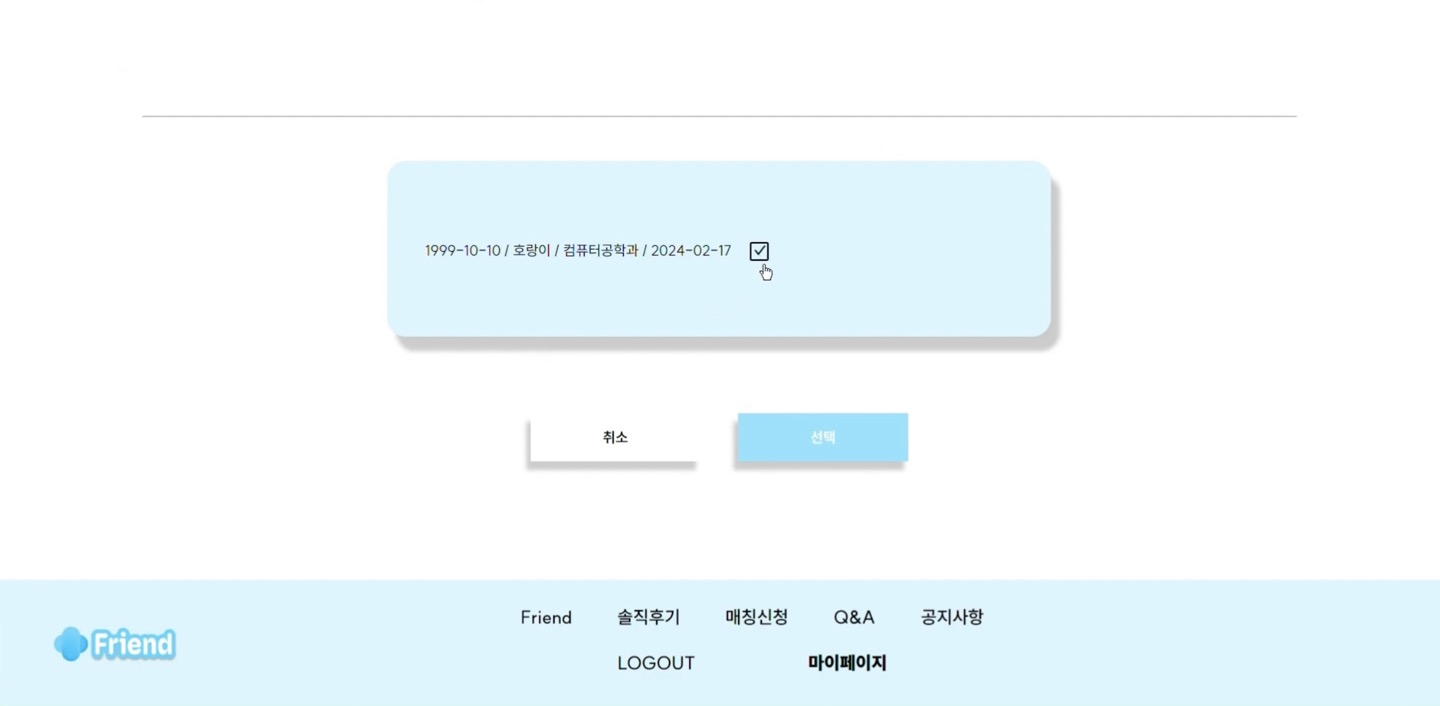 1999-10-10 / 호랑이 / 컴퓨터공학과 / 2024-02-17
취소 선택
Friend 솔직후기 매칭신청 Q&A 공지사항
Friend
LOGOUT 마이페이지